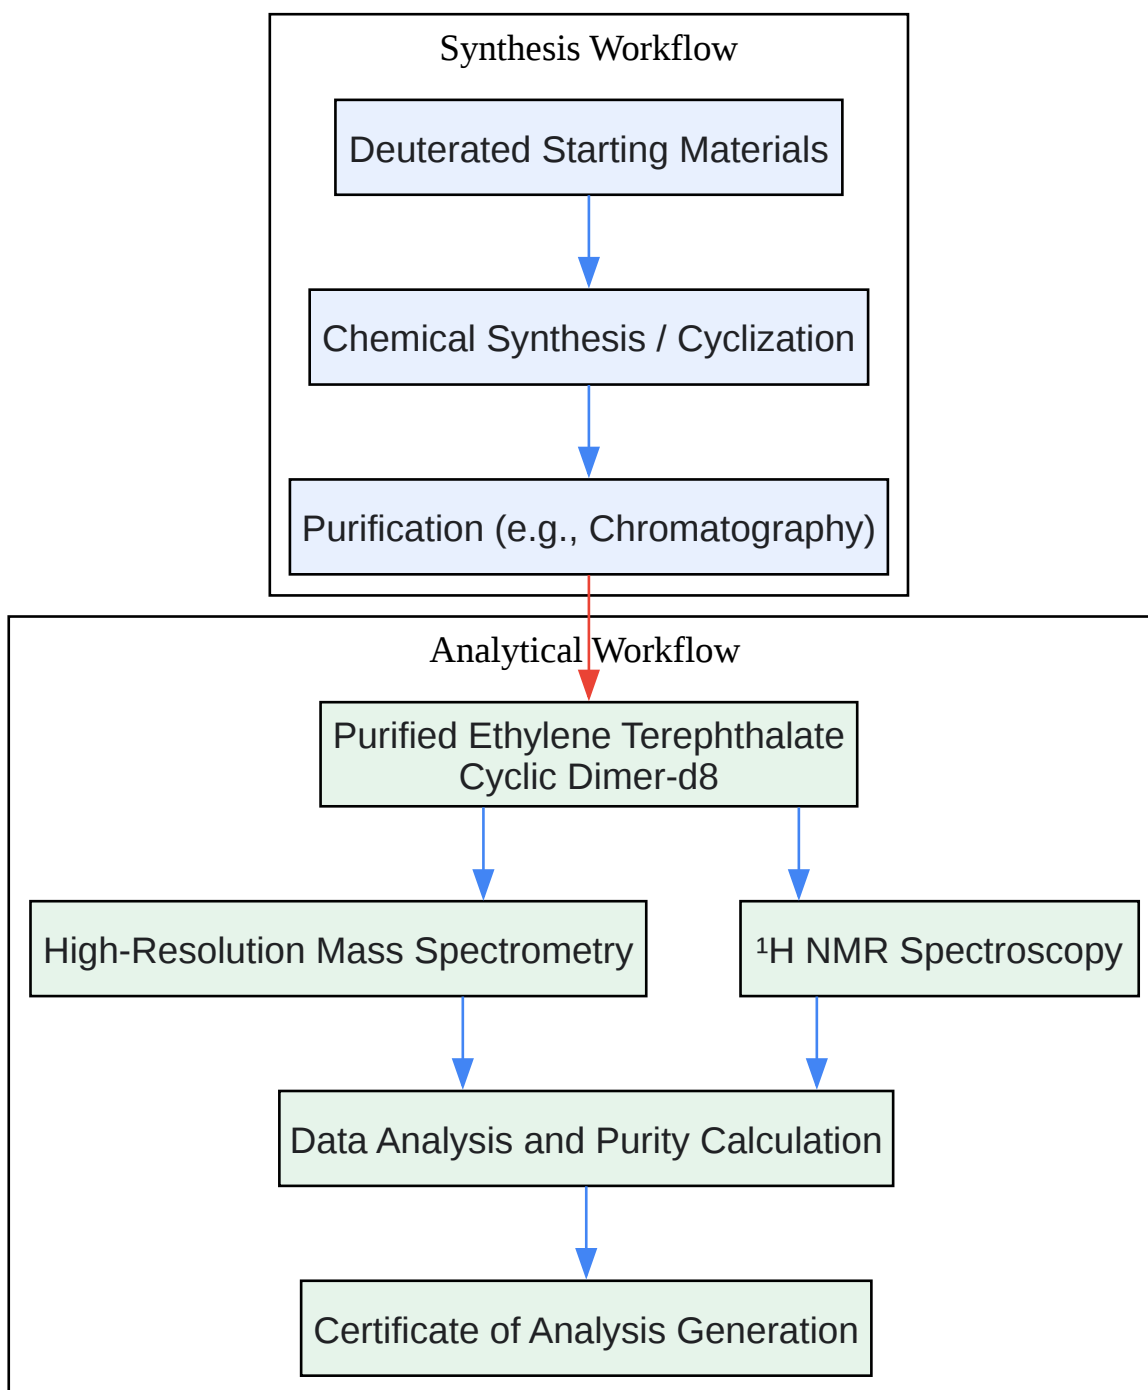 Synthesis Workflow
Deuterated Starting Materials
Chemical Synthesis / Cyclization
Purification (e.g., Chromatography)
Analytical Workflow
Purified Ethylene Terephthalate
Cyclic Dimer-d8
High-Resolution Mass Spectrometry
¹H NMR Spectroscopy
Data Analysis and Purity Calculation
Certificate of Analysis Generation